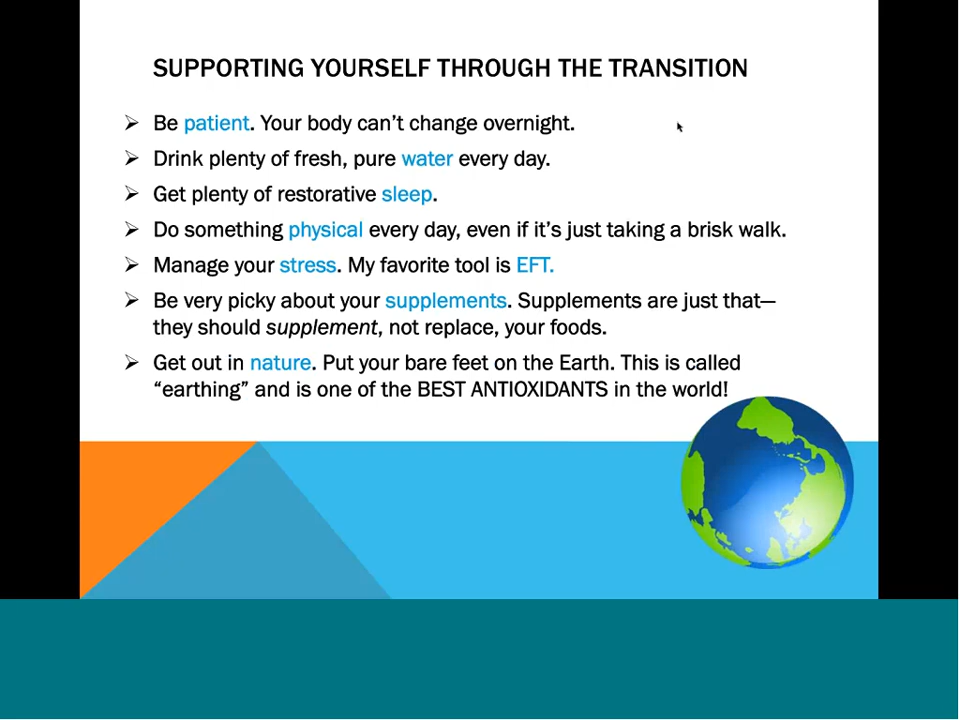 SUPPORTING YOURSELF THROUGH THE TRANSITION
➢ Be patient. Your body can’t change overnight.
➢ Drink plenty of fresh, pure water every day.
➢ Get plenty of restorative sleep.
➢ Do something physical every day, even if it’s just taking a brisk walk.
➢ Manage your stress. My favorite tool is EFT.
➢ Be very picky about your supplements. Supplements are just that—
they should supplement, not replace, your foods.
➢ Get out in nature. Put your bare feet on the Earth. This is called
“earthing” and is one of the BEST ANTIOXIDANTS in the world!